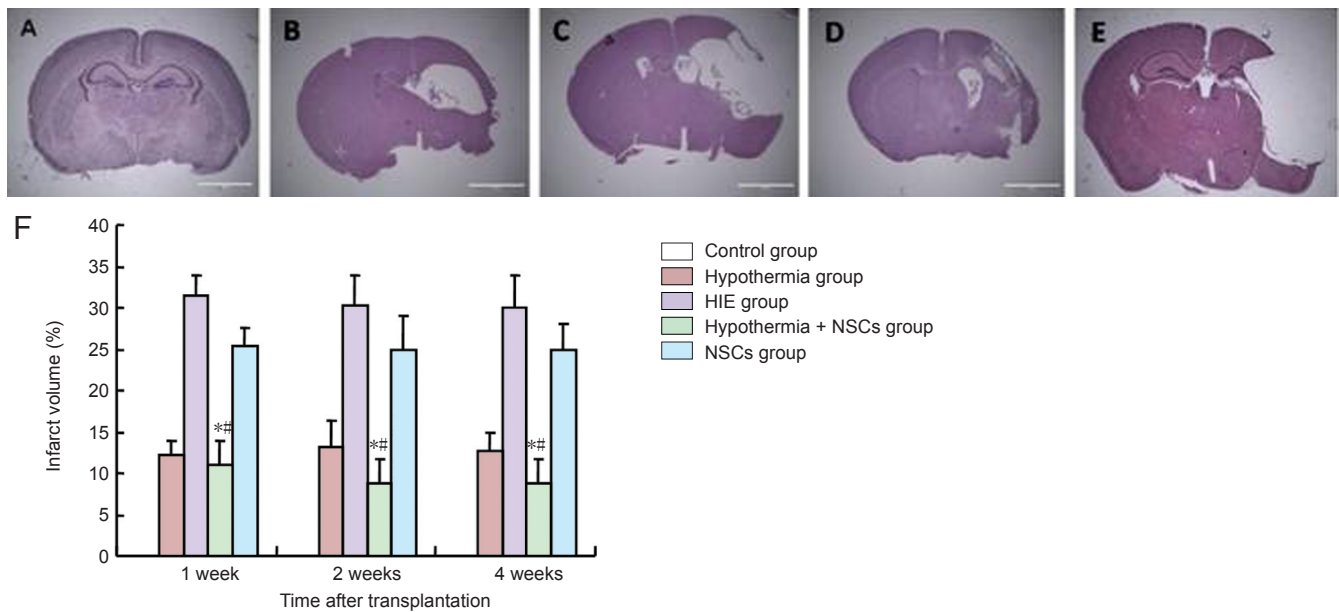 A
B
C
D
E
F
40
35
30
25
20
15
10
5
0
Infarct volume (%)
*#
*#
*#
1 week
2 weeks
4 weeks
Time after transplantation
Control group
Hypothermia group
HIE group
Hypothermia + NSCs group
NSCs group